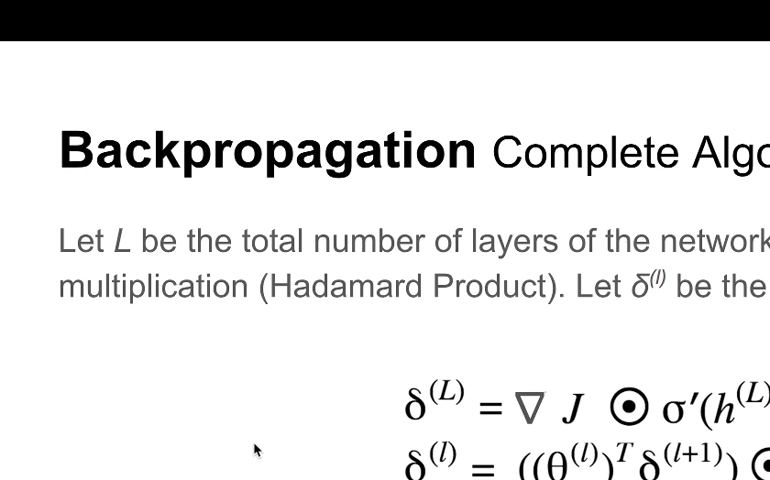 Backpropagation Complete Algo
Let L be the total number of layers of the network
multiplication (Hadamard Product). Let δ^(l) be the
δ^(L) = ∇ J ⊙ σ′(h^(L)
δ^(l) = ((θ^(l))^T δ^(l+1)) ⊙